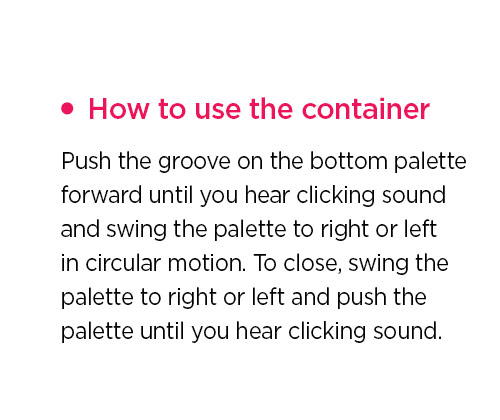 • How to use the container
Push the groove on the bottom palette
forward until you hear clicking sound
and swing the palette to right or left
in circular motion. To close, swing the
palette to right or left and push the
palette until you hear clicking sound.